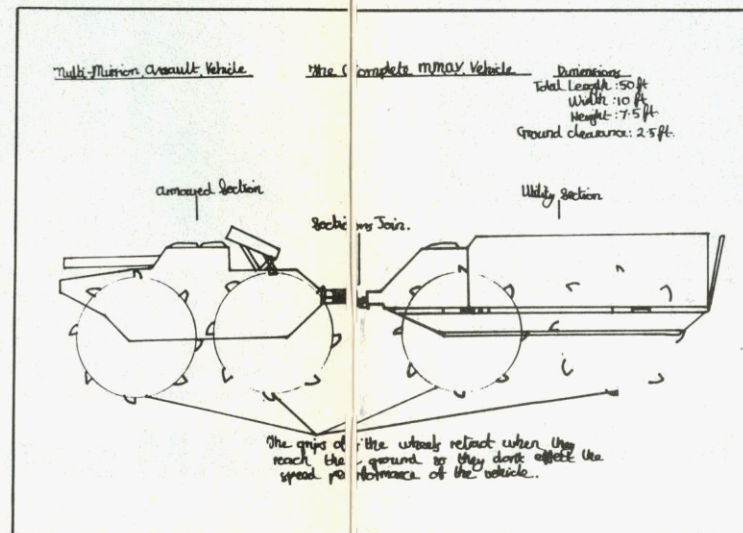 Multi-Mission Assault Vehicle
The Complete MMAV. Vehicle
Dimensions
Total Length: 50 ft
Width: 10 ft
Height: 7.5 ft
Ground clearance: 2.5 ft.
Armoured Section
Sections Join.
Utility Section
The grips of the wheels retract when they
reach the ground so they dont effect the
speed performance of the vehicle.